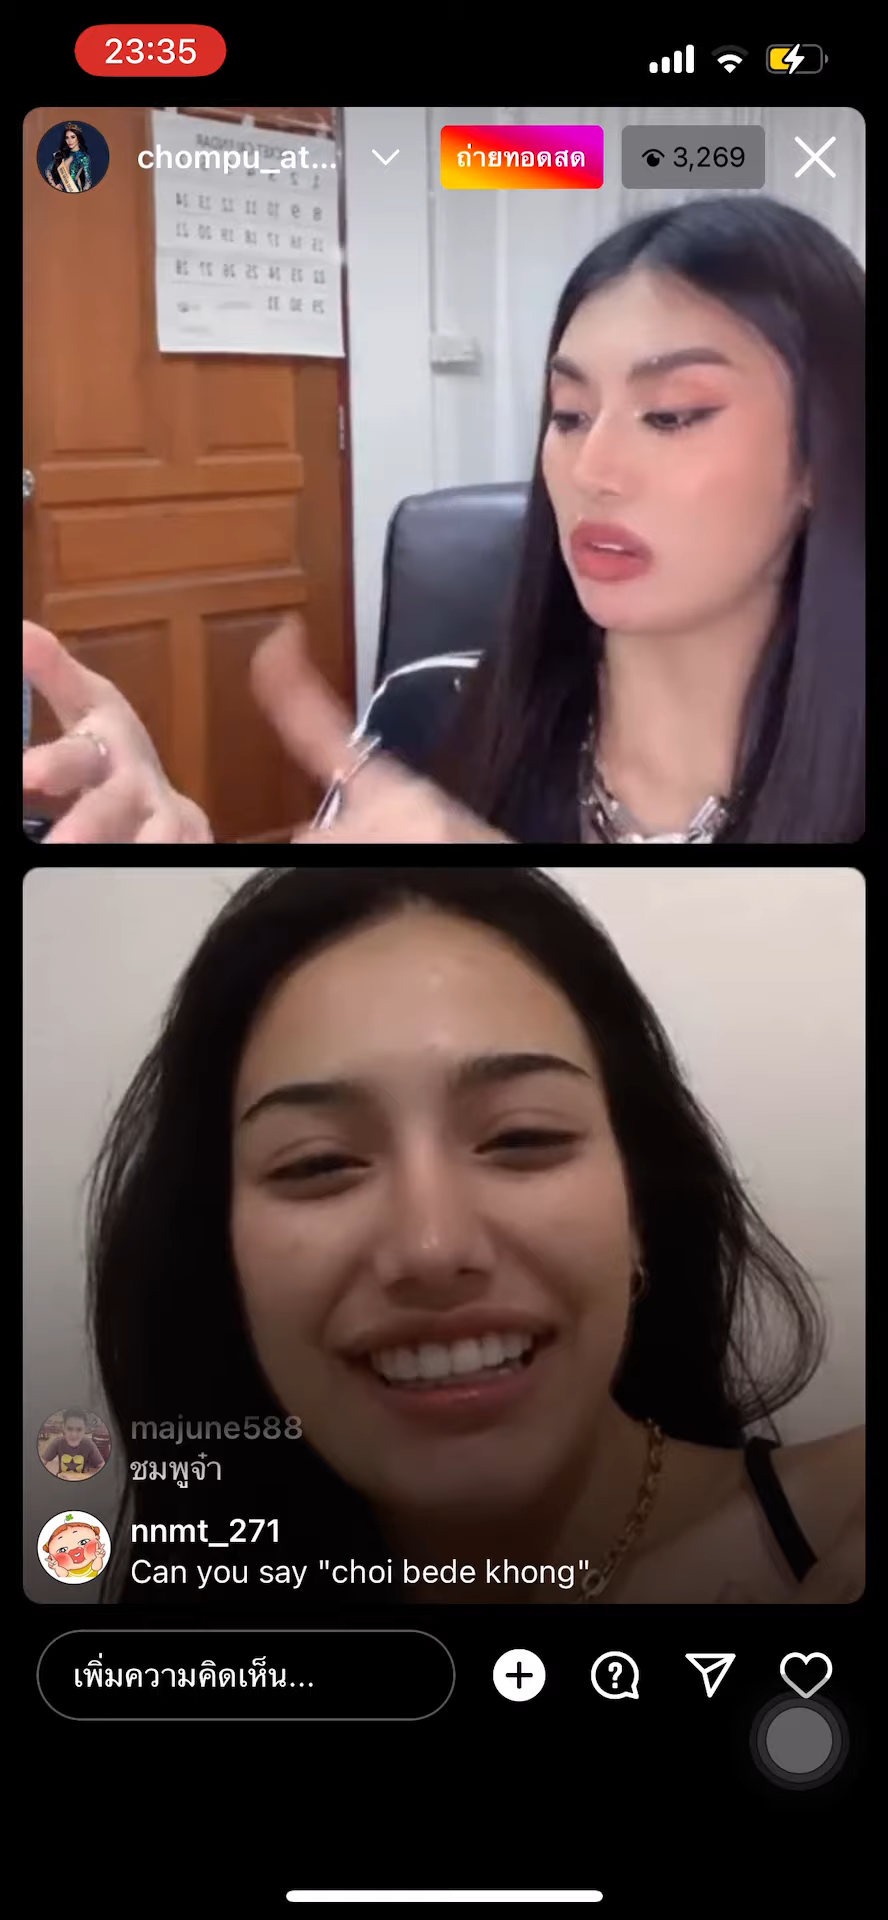 23:35
chompu_at...
ถ่ายทอดสด
3,269
majune588
ชมพูจ๋า
nnmt_271
Can you say "choi bede khong"
เพิ่มความคิดเห็น...